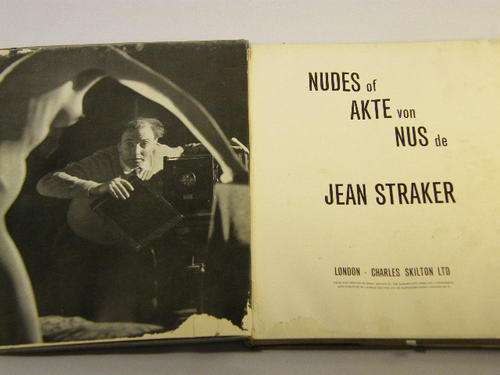 NUDES of
AKTE von
NUS de
JEAN STRAKER
LONDON · CHARLES SKILTON LTD